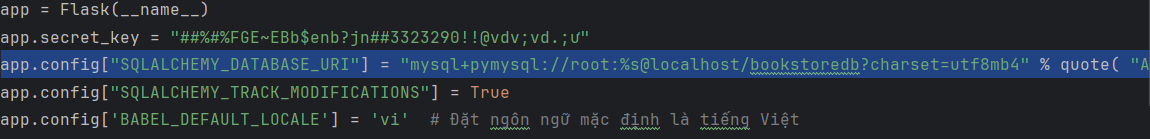 app = Flask(__name__)
app.secret_key = "##%#%FGE~EBb$enb?jn##3323290!!@vdv;vd.;ư"
app.config["SQLALCHEMY_DATABASE_URI"] = "mysql+pymysql://root:%s@localhost/bookstoredb?charset=utf8mb4" % quote( "A
app.config["SQLALCHEMY_TRACK_MODIFICATIONS"] = True
app.config['BABEL_DEFAULT_LOCALE'] = 'vi'  # Đặt ngôn ngữ mặc định là tiếng Việt